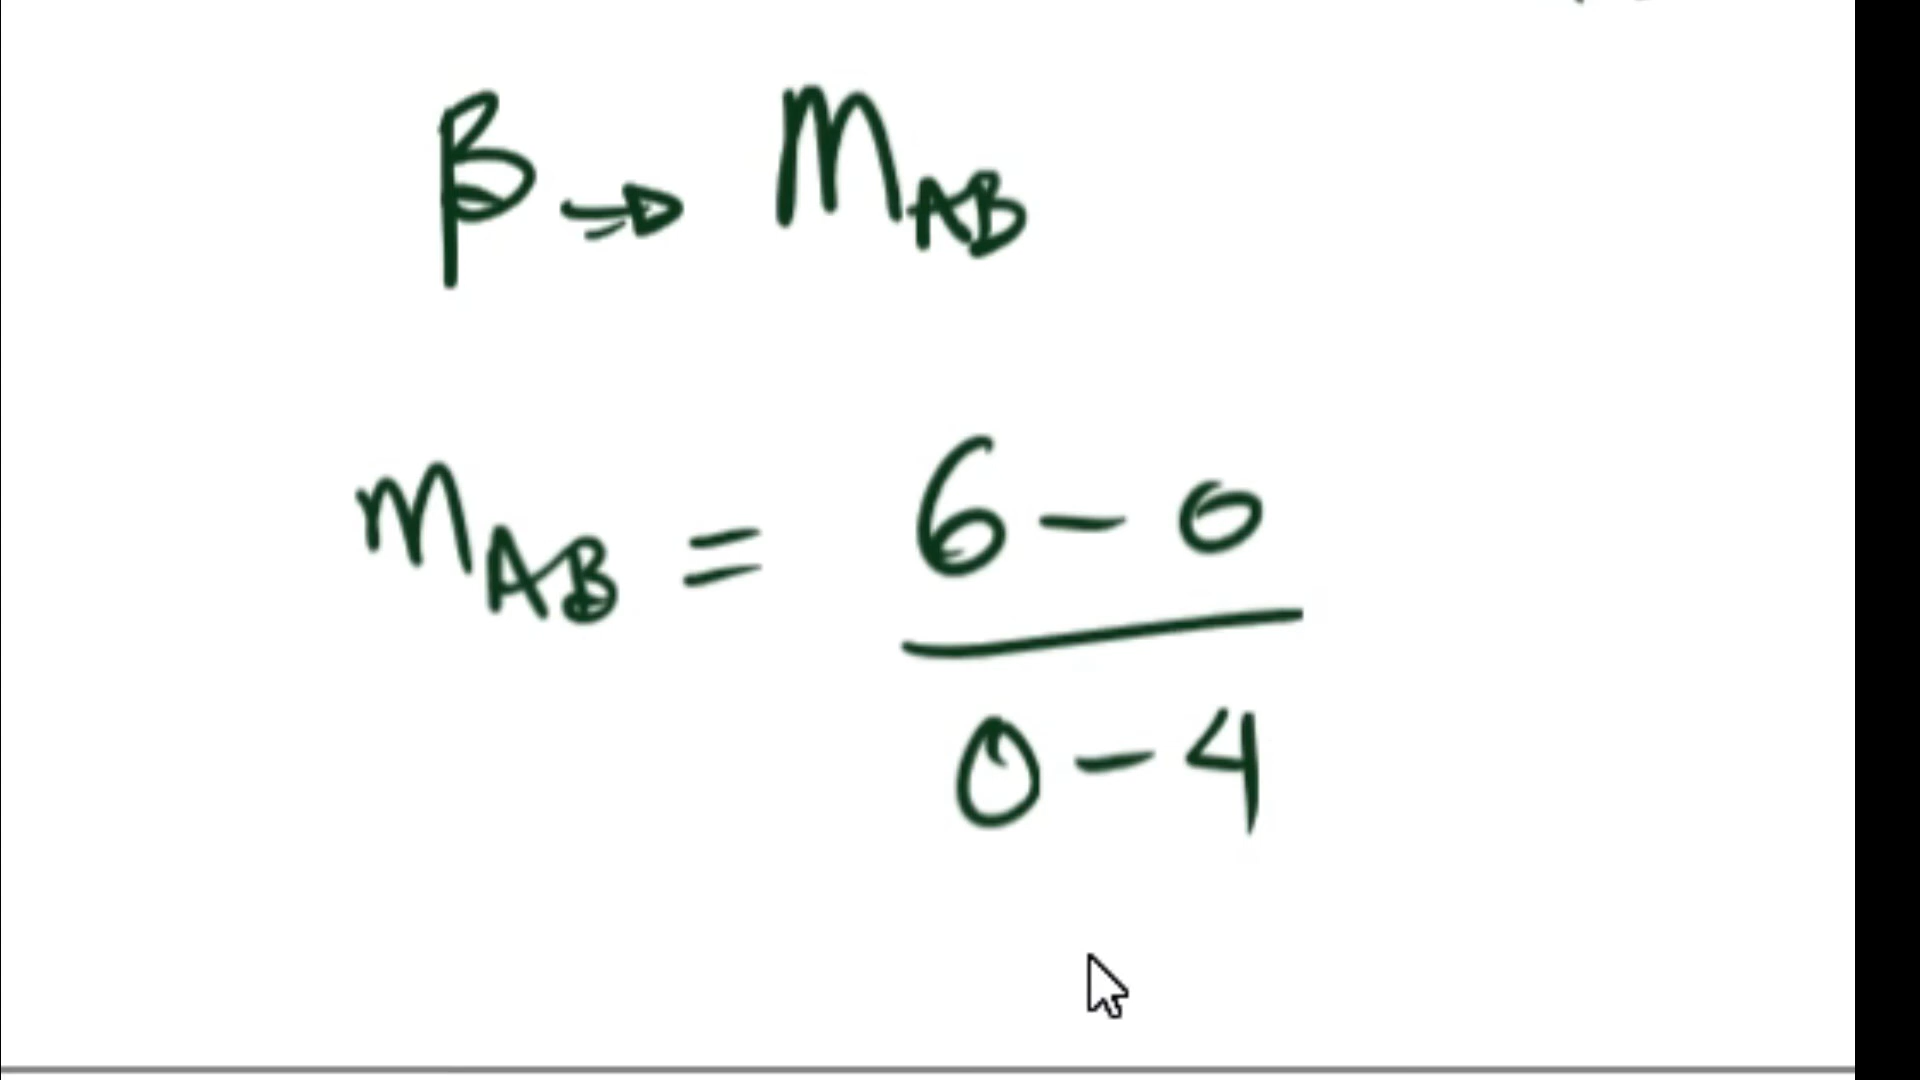 β → M_AB
m_AB = 6 - 0
0 - 4